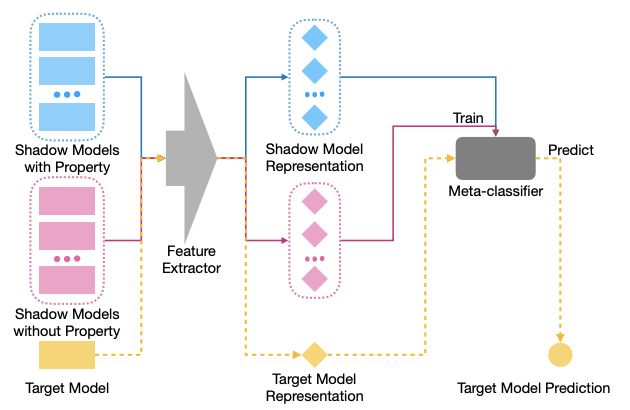 Shadow Models
with Property
Shadow Models
without Property
Target Model
Feature
Extractor
Shadow Model
Representation
Target Model
Representation
Train
Meta-classifier
Predict
Target Model Prediction